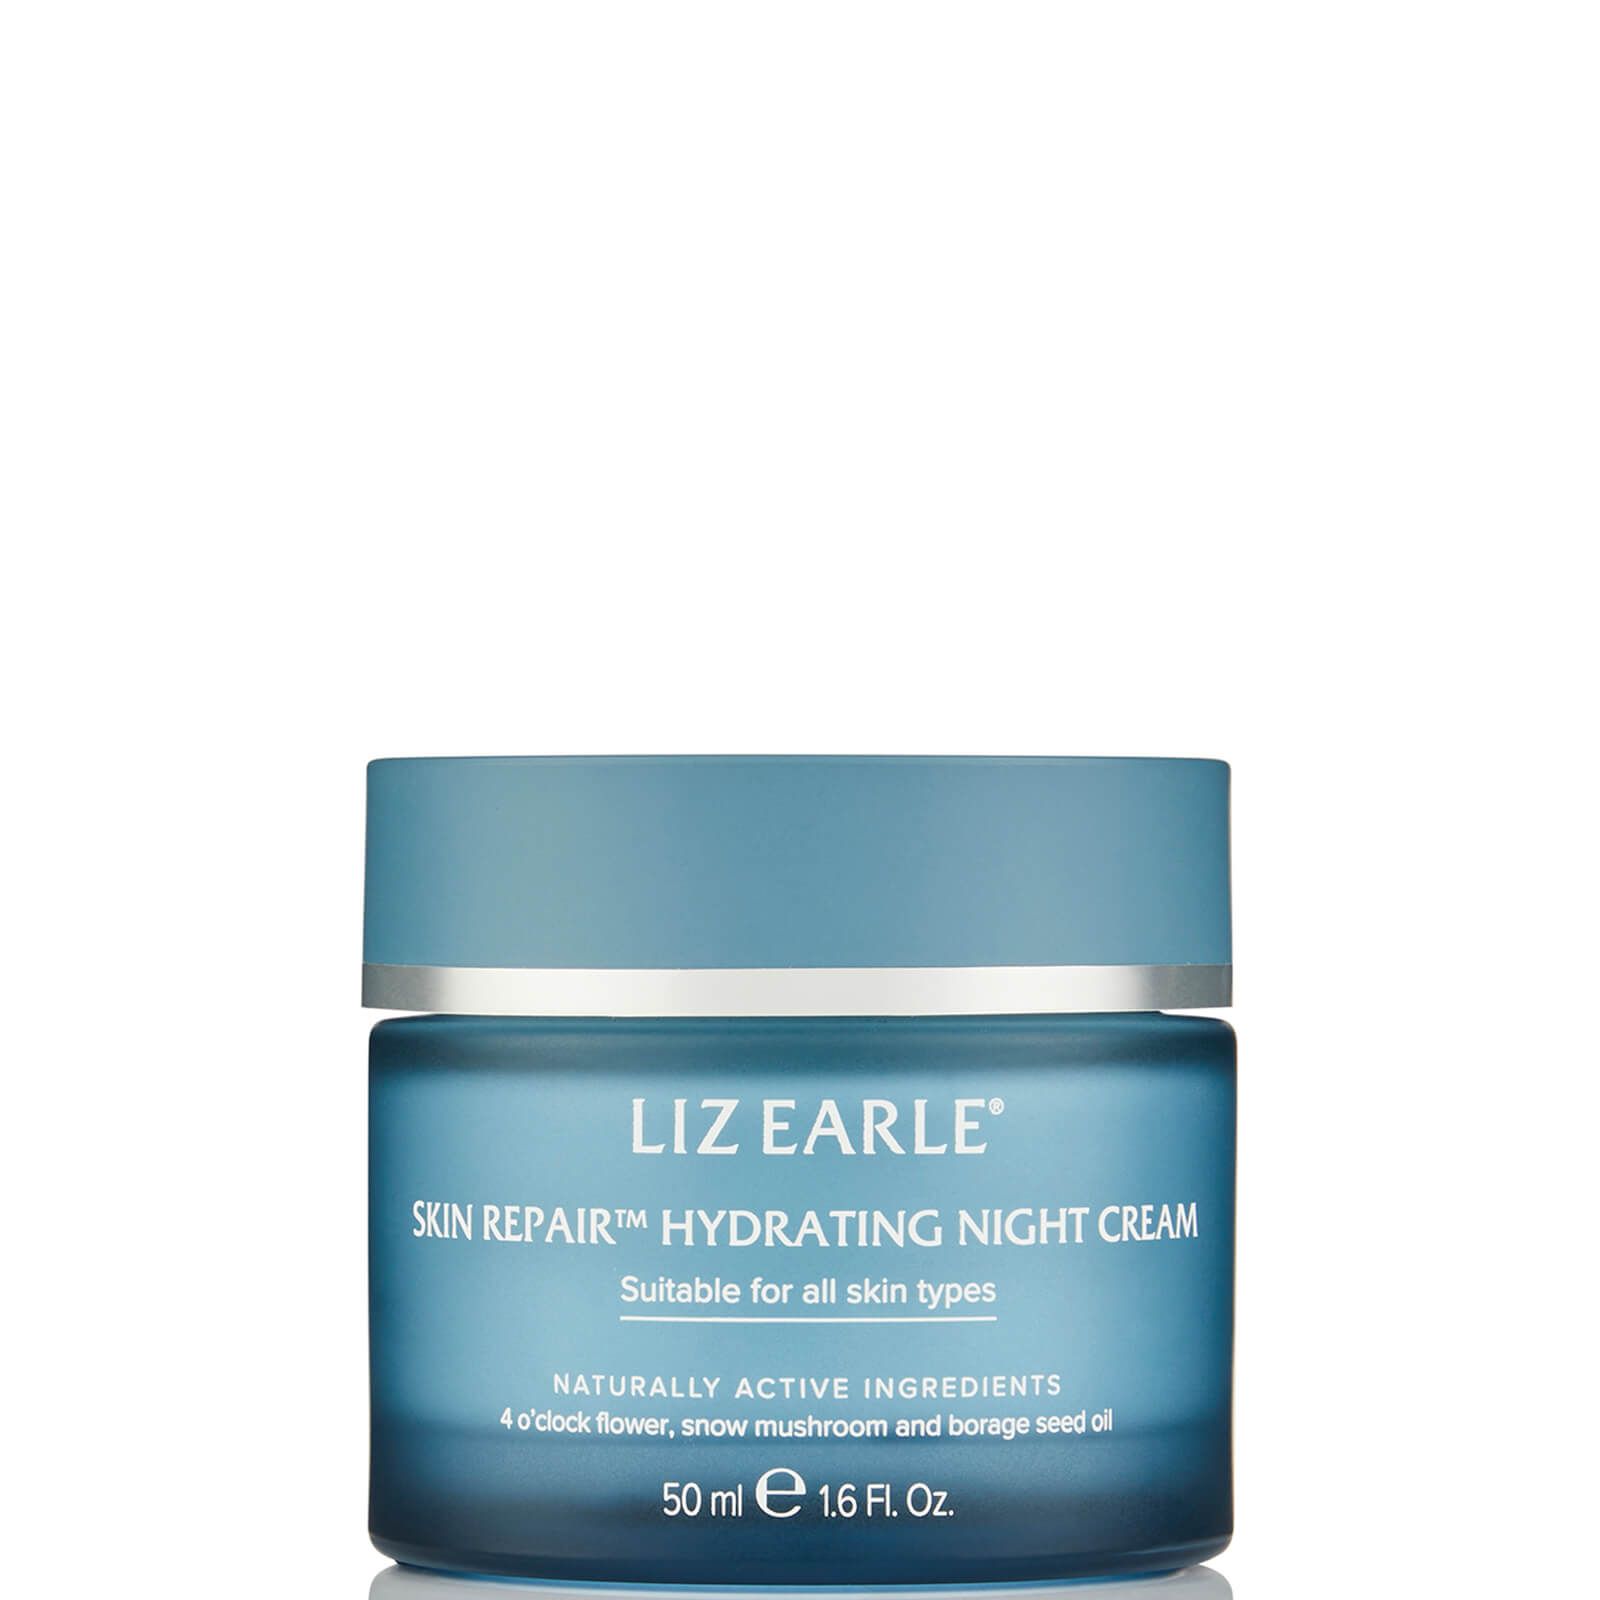 LIZ EARLE®
SKIN REPAIR™ HYDRATING NIGHT CREAM
Suitable for all skin types
NATURALLY ACTIVE INGREDIENTS
4 o'clock flower, snow mushroom and borage seed oil
50 ml ℮ 1.6 Fl. Oz.